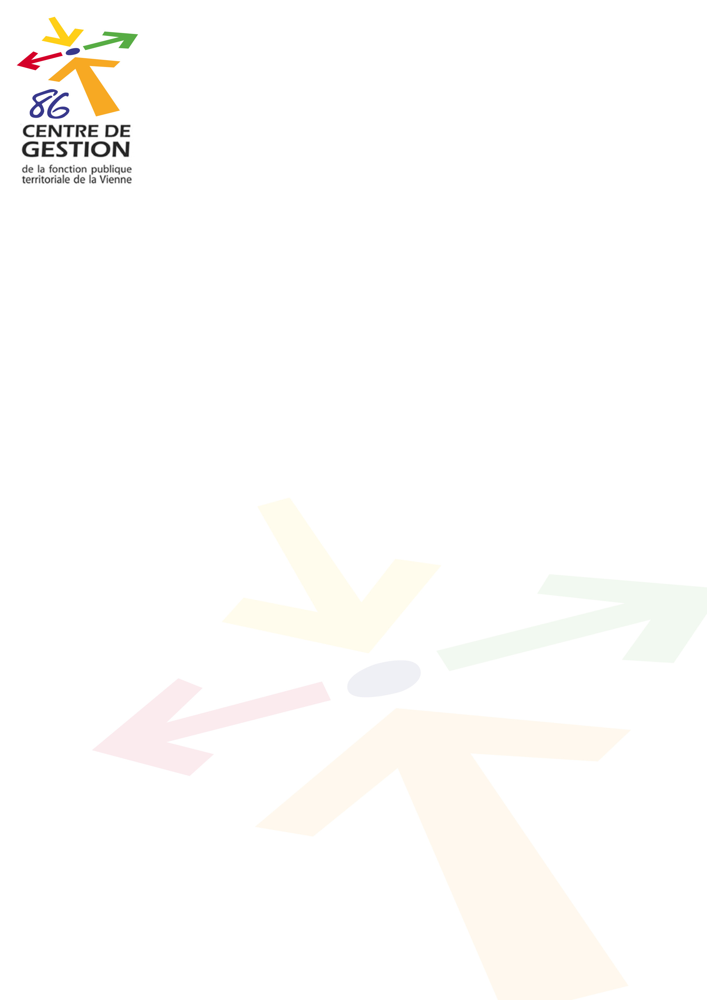 86
CENTRE DE
GESTION
de la fonction publique
territoriale de la Vienne